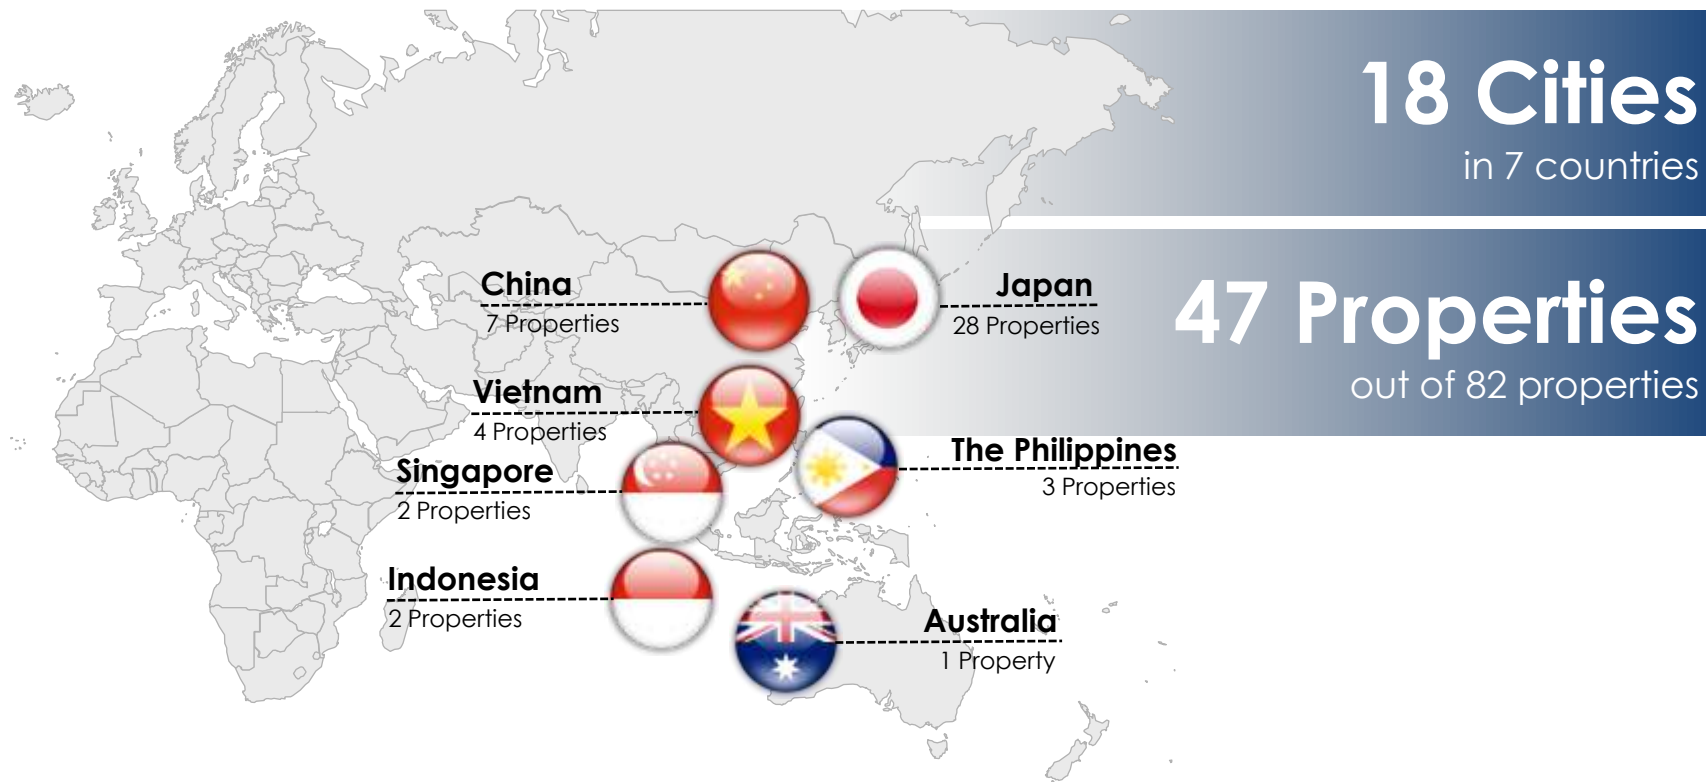 18 Cities
in 7 countries
47 Properties
out of 82 properties
China
7 Properties
Japan
28 Properties
Vietnam
4 Properties
The Philippines
3 Properties
Singapore
2 Properties
Indonesia
2 Properties
Australia
1 Property